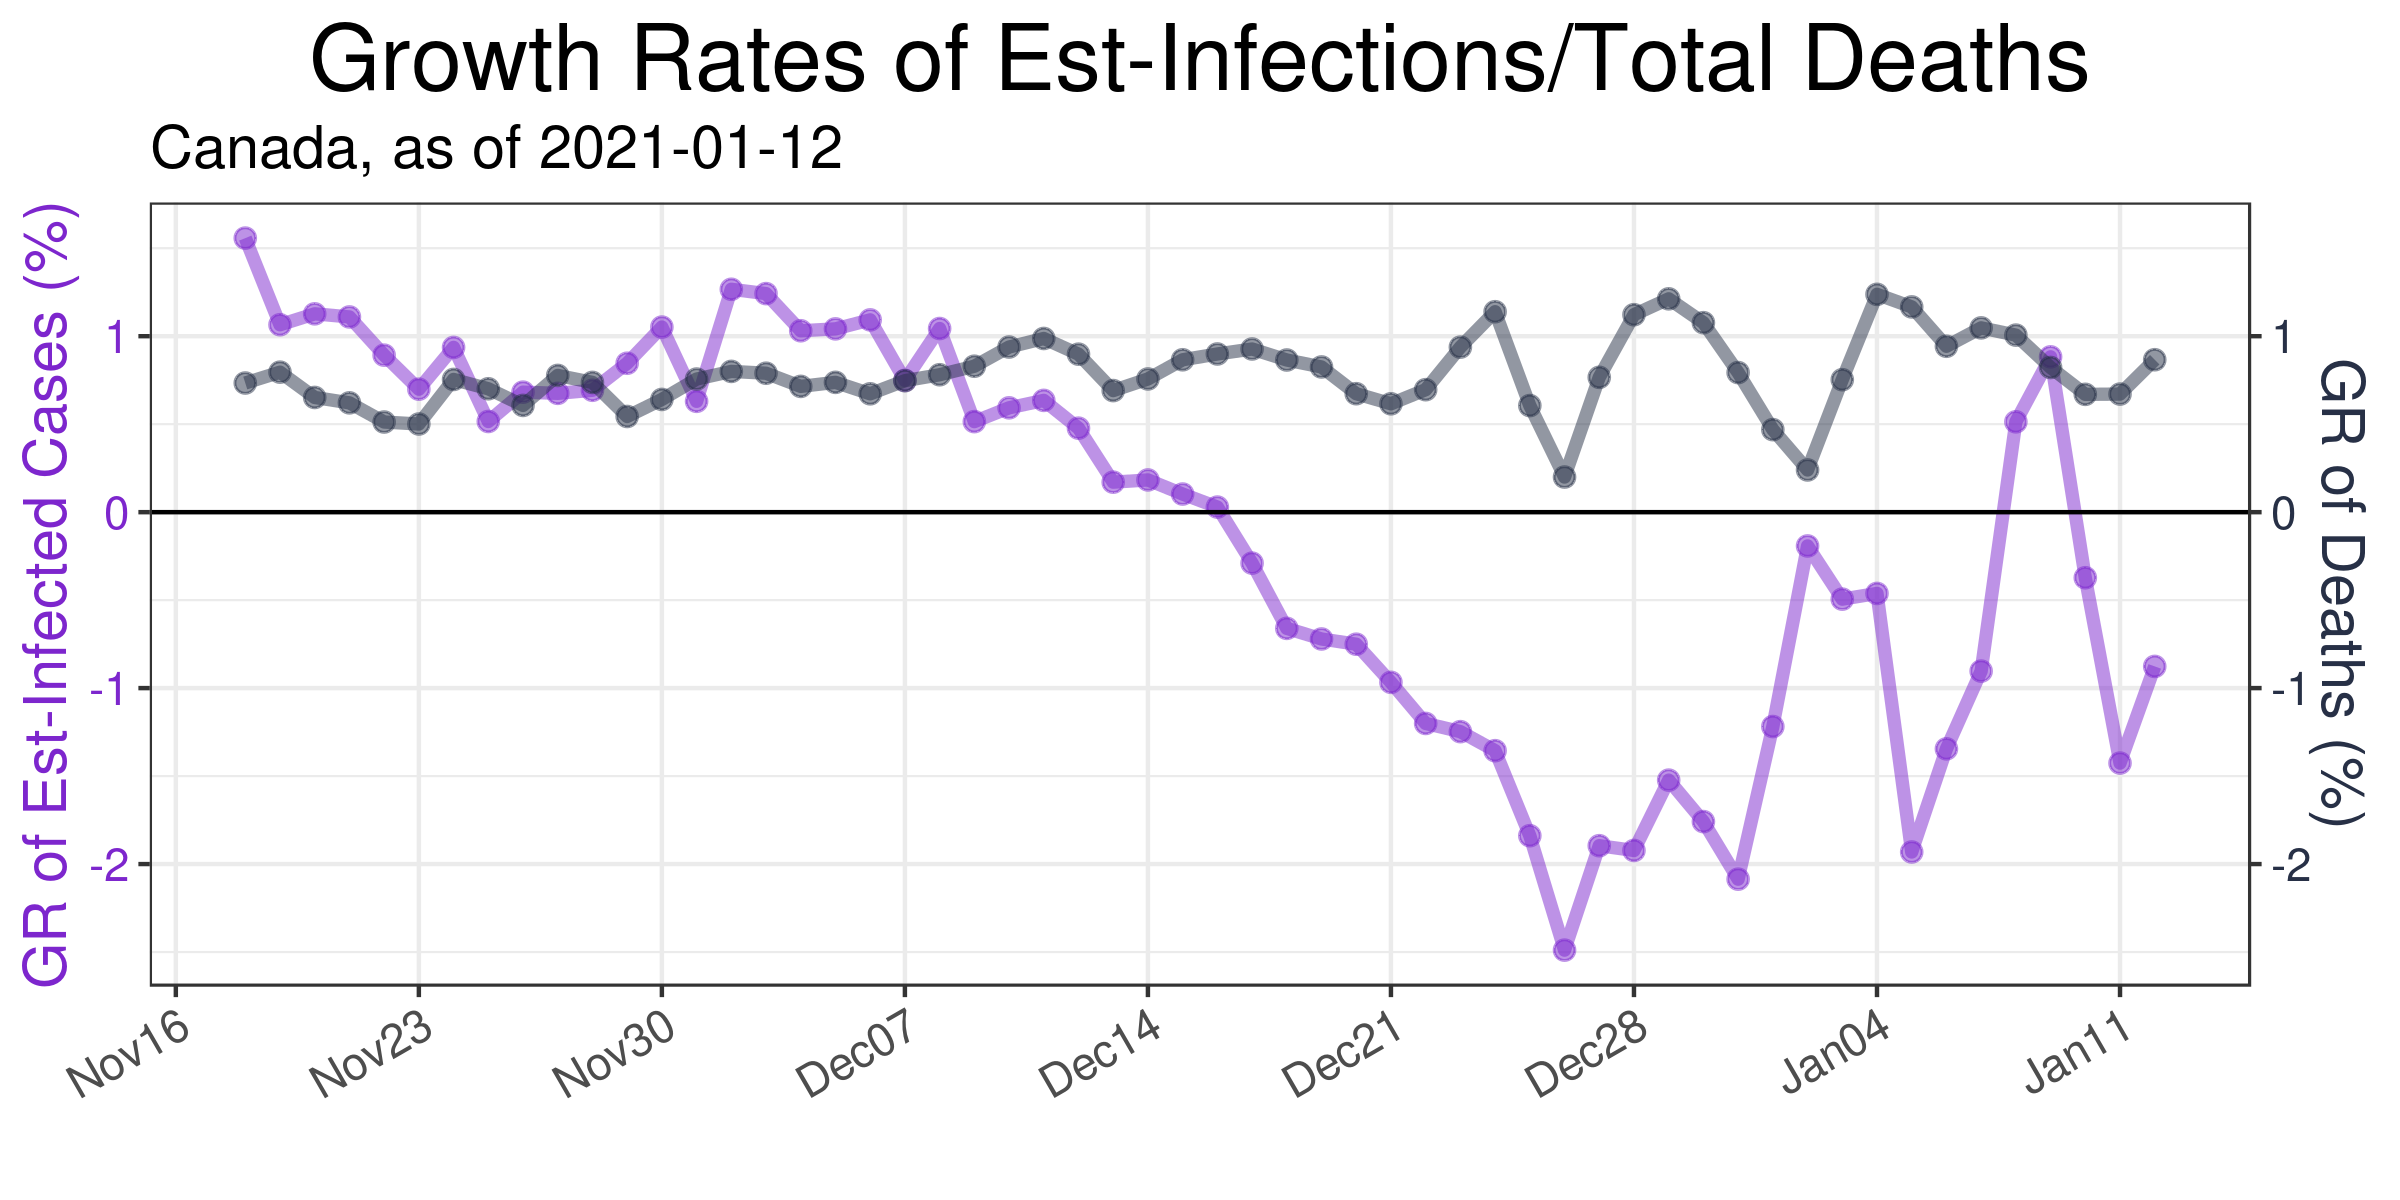 Growth Rates of Est-Infections/Total Deaths
Canada, as of 2021-01-12
GR of Est-Infected Cases (%)
1
0
-1
-2
1
0
-1
-2
GR of Deaths (%)
Nov16
Nov23
Nov30
Dec07
Dec14
Dec21
Dec28
Jan04
Jan11